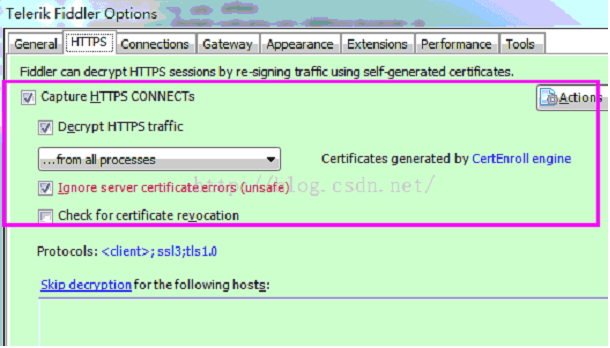 Telerik Fiddler Options
General HTTPS Connections Gateway Appearance Extensions Performance Tools
Fiddler can decrypt HTTPS sessions by re-signing traffic using self-generated certificates.
Capture HTTPS CONNECTs
Actions
Decrypt HTTPS traffic
...from all processes
Certificates generated by CertEnroll engine
Ignore server certificate errors (unsafe)
http://blog.csdn.net/
Check for certificate revocation
Protocols: <client>;ssl3;tls1.0
Skip decryption for the following hosts: